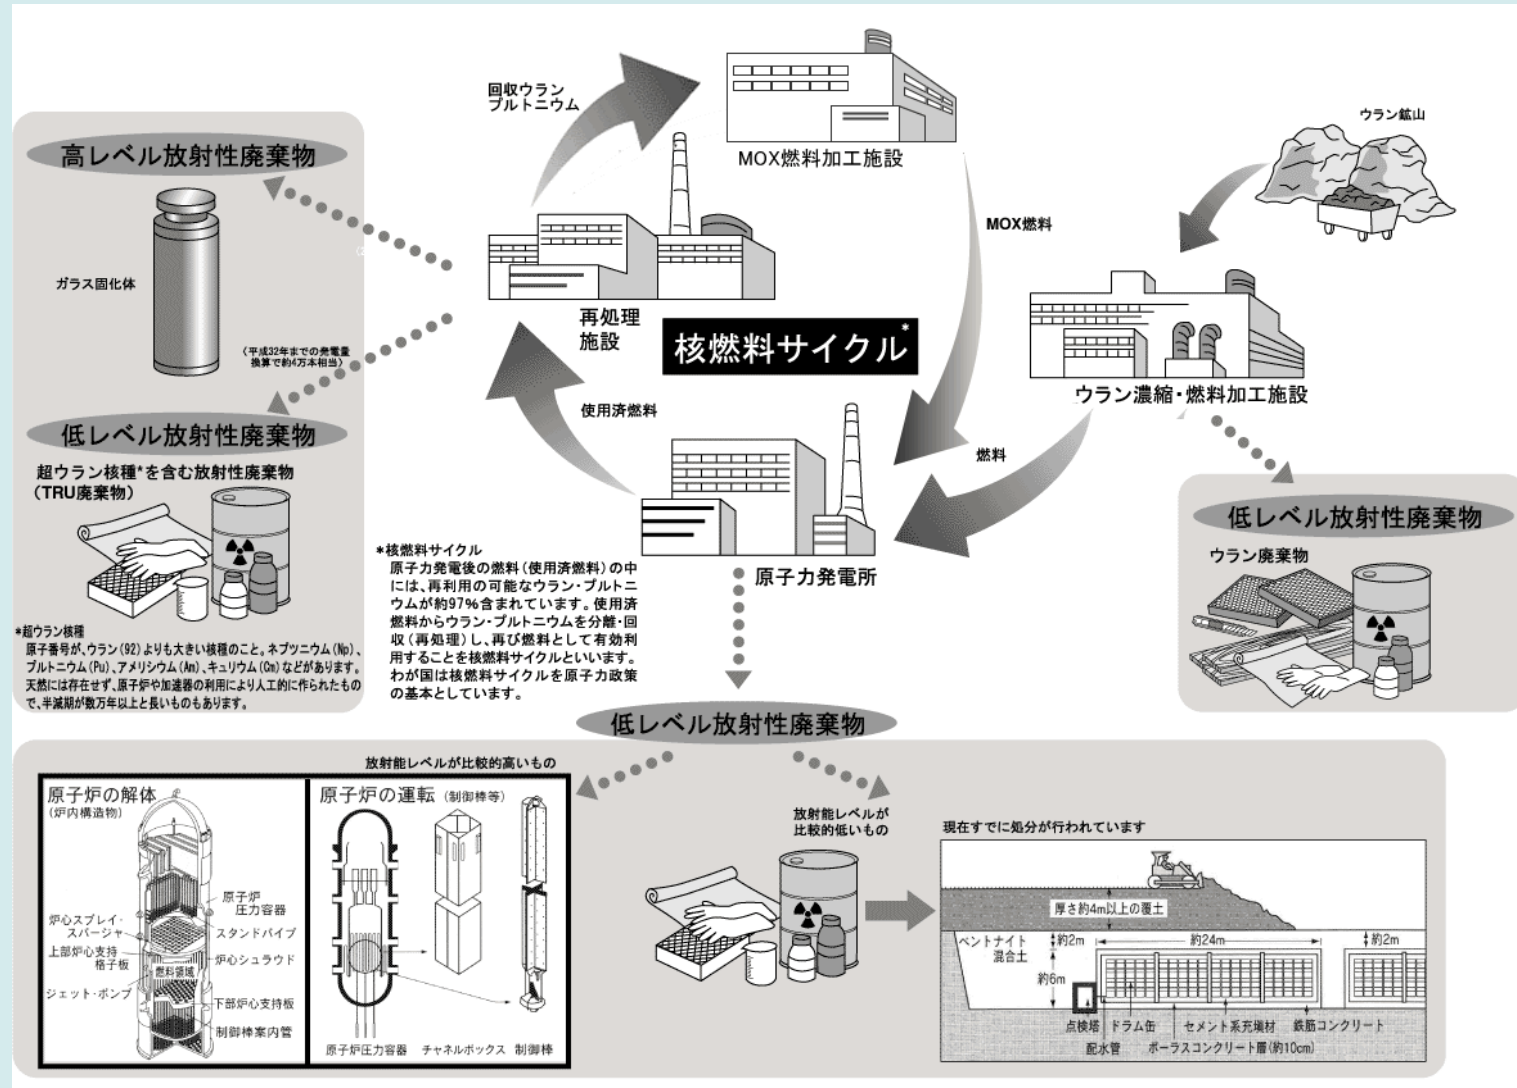 回収ウラン
プルトニウム
MOX燃料加工施設
ウラン鉱山
高レベル放射性廃棄物
ガラス固化体
（平成32年までの発電量
換算で約4万本相当）
再処理
施設
核燃料サイクル*
MOX燃料
ウラン濃縮・燃料加工施設
使用済燃料
燃料
原子力発電所
低レベル放射性廃棄物
超ウラン核種*を含む放射性廃棄物
（TRU廃棄物）
*超ウラン核種
原子番号が、ウラン（92）よりも大きい核種のこと。ネプツニウム（Np）、
プルトニウム（Pu）、アメリシウム（Am）、キュリウム（Cm）などがあります。
天然には存在せず、原子炉や加速器の利用により人工的に作られたもの
で、半減期が数万年以上と長いものもあります。
*核燃料サイクル
原子力発電後の燃料（使用済燃料）の中
には、再利用の可能なウラン・プルトニ
ウムが約97%含まれています。使用済
燃料からウラン・プルトニウムを分離・回
収（再処理）し、再び燃料として有効利
用することを核燃料サイクルといいます。
わが国は核燃料サイクルを原子力政策
の基本としています。
低レベル放射性廃棄物
ウラン廃棄物
低レベル放射性廃棄物
放射能レベルが比較的高いもの
原子炉の解体
（炉内構造物）
原子炉
圧力容器
炉心スプレイ・
スパージャ
スタンドパイプ
上部炉心支持
格子板
炉心シュラウド
燃料領域
ジェット・ポンプ
下部炉心支持板
制御棒案内管
原子炉の運転（制御棒等）
原子炉圧力容器
チャネルボックス
制御棒
放射能レベルが
比較的低いもの
現在すでに処分が行われています
厚さ約4m以上の覆土
ベントナイト
混合土
約2m
約24m
約2m
約6m
点検塔
ドラム缶
セメント系充填材
鉄筋コンクリート
配水管
ポーラスコンクリート層（約10cm）